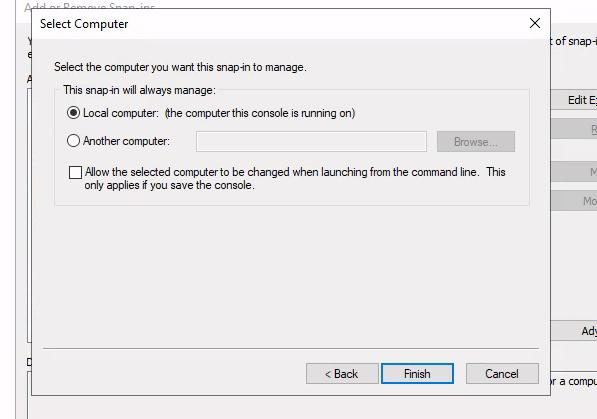 Add or Remove Snap-ins
Select Computer
Select the computer you want this snap-in to manage.
This snap-in will always manage:
Local computer: (the computer this console is running on)
Another computer:
Browse...
Allow the selected computer to be changed when launching from the command line. This
only applies if you save the console.
< Back
Finish
Cancel
of snap-i
Edit E
or a compu